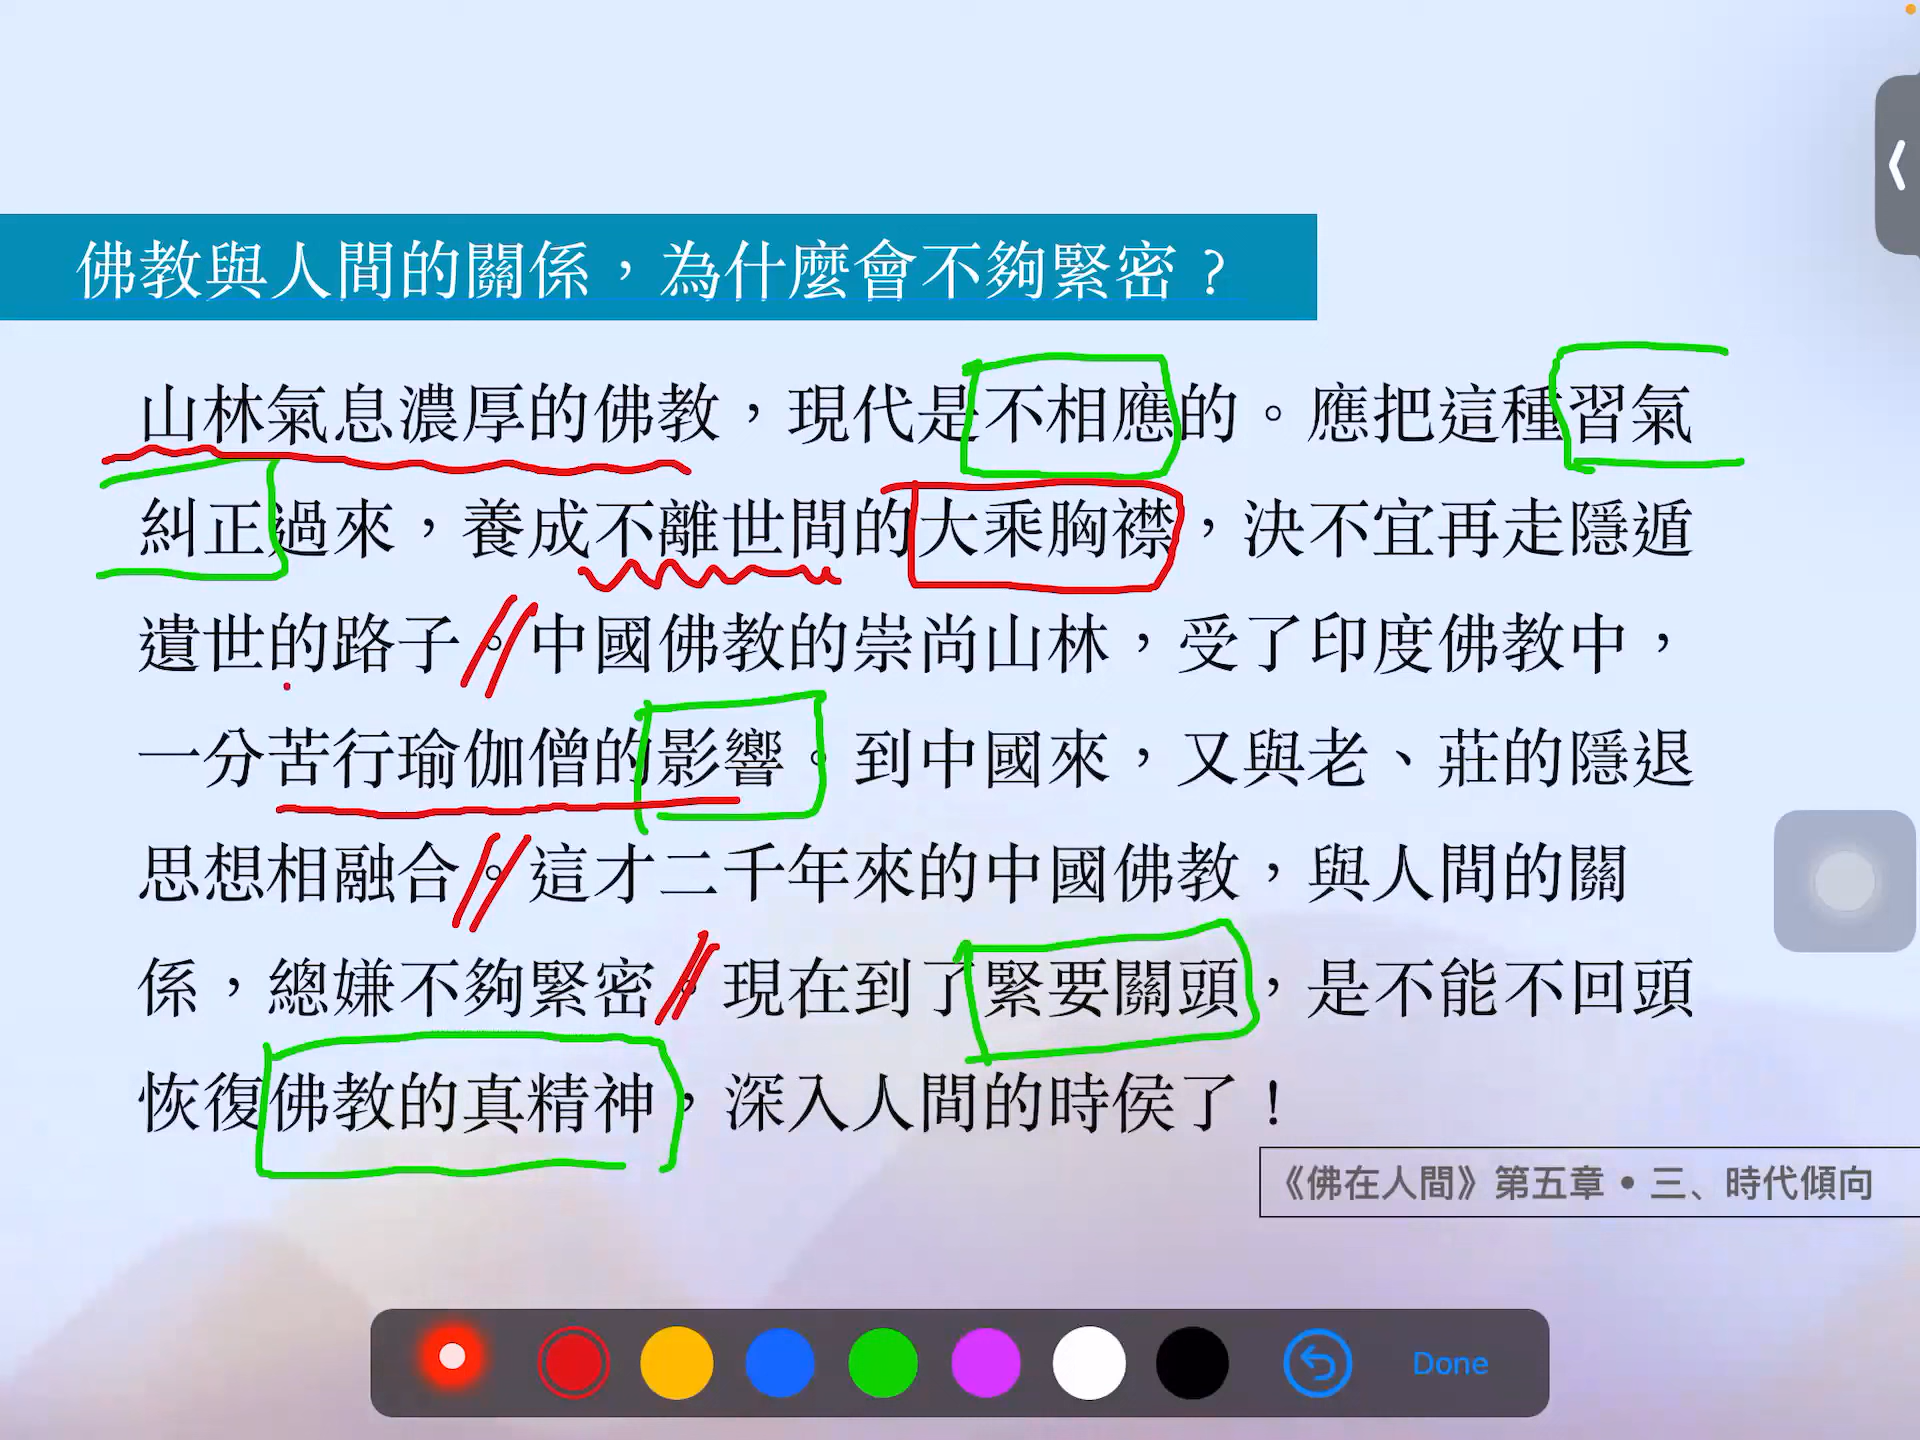 佛教與人間的關係，為什麼會不夠緊密？
山林氣息濃厚的佛教，現代是不相應的。應把這種習氣
糾正過來，養成不離世間的大乘胸襟，決不宜再走隱遁
遺世的路子。中國佛教的崇尚山林，受了印度佛教中，
一分苦行瑜伽僧的影響。到中國來，又與老、莊的隱退
思想相融合。這才二千年來的中國佛教，與人間的關
係，總嫌不夠緊密。現在到了緊要關頭，是不能不回頭
恢復佛教的真精神，深入人間的時侯了！
《佛在人間》第五章•三、時代傾向
Done